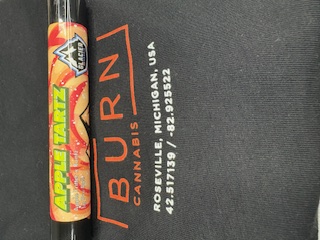 APPLE TARTZ
GLACIER
BURN
CANNABIS
ROSEVILLE, MICHIGAN, USA
42.517139 / -82.925522